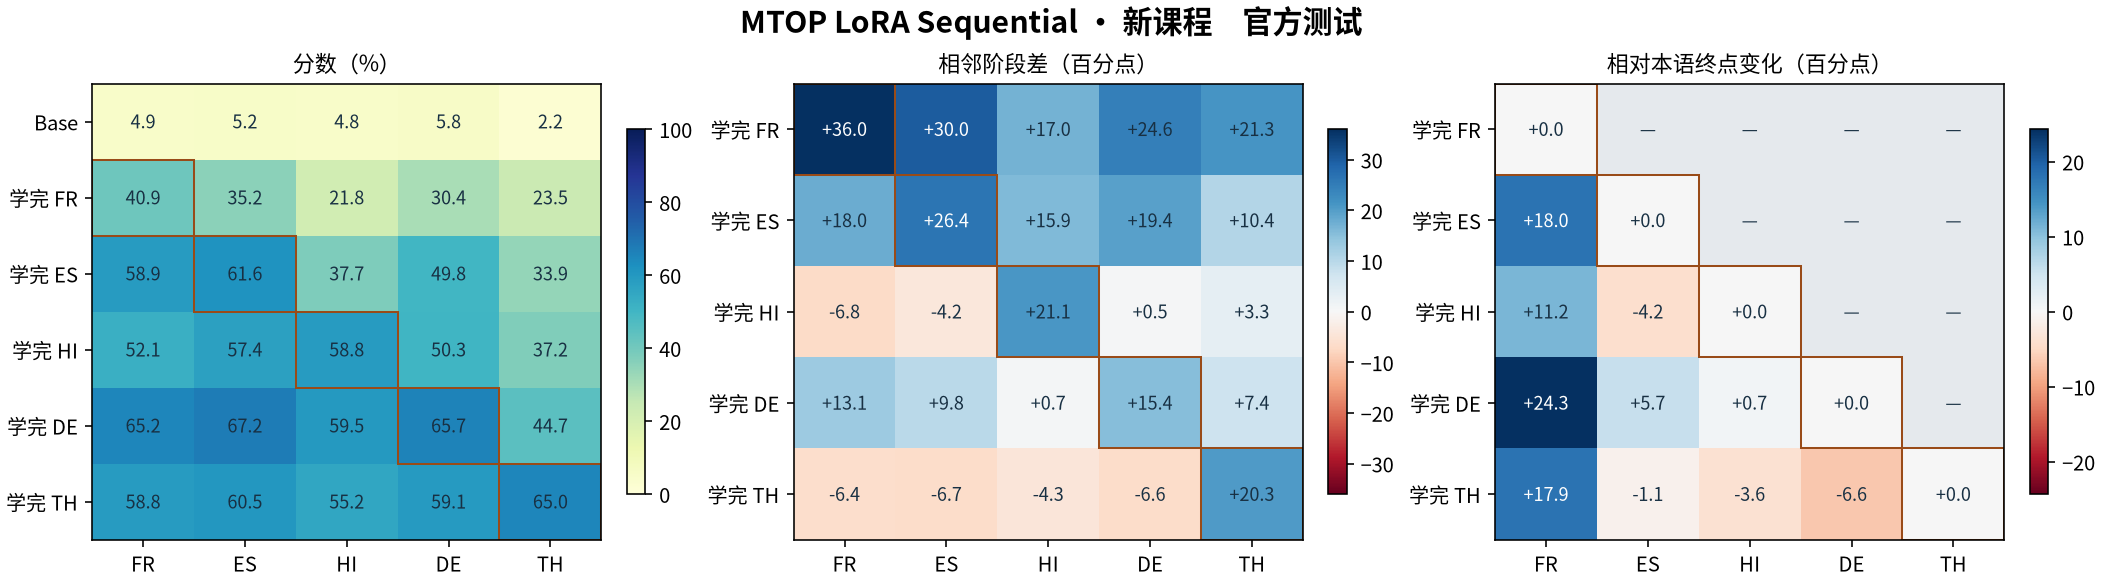 MTOP LoRA Sequential · 新课程　官方测试
分数（%）
Base 4.9 5.2 4.8 5.8 2.2
学完 FR 40.9 35.2 21.8 30.4 23.5
学完 ES 58.9 61.6 37.7 49.8 33.9
学完 HI 52.1 57.4 58.8 50.3 37.2
学完 DE 65.2 67.2 59.5 65.7 44.7
学完 TH 58.8 60.5 55.2 59.1 65.0
FR ES HI DE TH
100
80
60
40
20
0
相邻阶段差（百分点）
学完 FR +36.0 +30.0 +17.0 +24.6 +21.3
学完 ES +18.0 +26.4 +15.9 +19.4 +10.4
学完 HI -6.8 -4.2 +21.1 +0.5 +3.3
学完 DE +13.1 +9.8 +0.7 +15.4 +7.4
学完 TH -6.4 -6.7 -4.3 -6.6 +20.3
FR ES HI DE TH
30
20
10
0
−10
−20
−30
相对本语终点变化（百分点）
学完 FR +0.0 — — — —
学完 ES +18.0 +0.0 — — —
学完 HI +11.2 -4.2 +0.0 — —
学完 DE +24.3 +5.7 +0.7 +0.0 —
学完 TH +17.9 -1.1 -3.6 -6.6 +0.0
FR ES HI DE TH
20
10
0
−10
−20